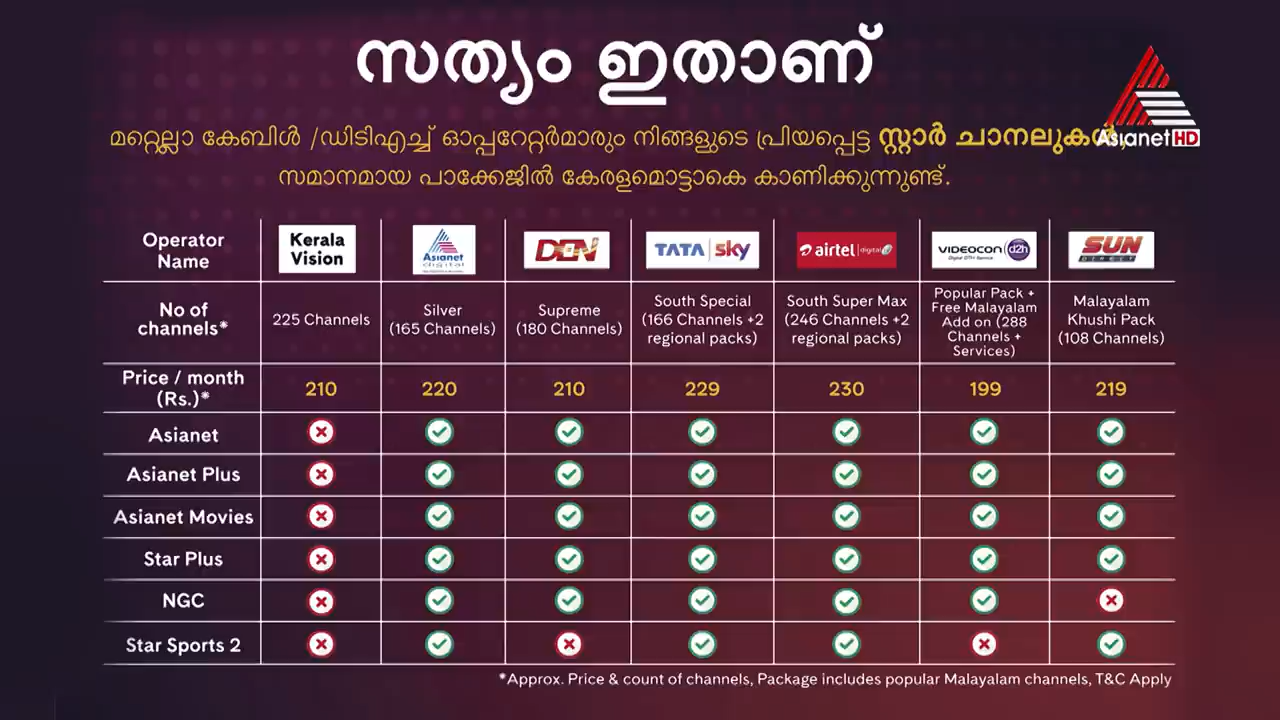 സത്യം ഇതാണ്
Asianet HD
മറ്റെല്ലാ കേബിൾ /ഡിടിഎച്ച് ഓപ്പറേറ്റർമാരും നിങ്ങളുടെ പ്രിയപ്പെട്ട സ്റ്റാർ ചാനലുകൾ,
സമാനമായ പാക്കേജിൽ കേരളമൊട്ടാകെ കാണിക്കുന്നുണ്ട്.
Operator Name Kerala Vision Asianet digital DEN TATA sky airtel digital VIDEOCON d2h Digital DTH Service SUN DIRECT
No of channels* 225 Channels Silver (165 Channels) Supreme (180 Channels) South Special (166 Channels +2 regional packs) South Super Max (246 Channels +2 regional packs) Popular Pack + Free Malayalam Add on (288 Channels + Services) Malayalam Khushi Pack (108 Channels)
Price / month (Rs.)* 210 220 210 229 230 199 219
Asianet
Asianet Plus
Asianet Movies
Star Plus
NGC
Star Sports 2
*Approx. Price & count of channels, Package includes popular Malayalam channels, T&C Apply